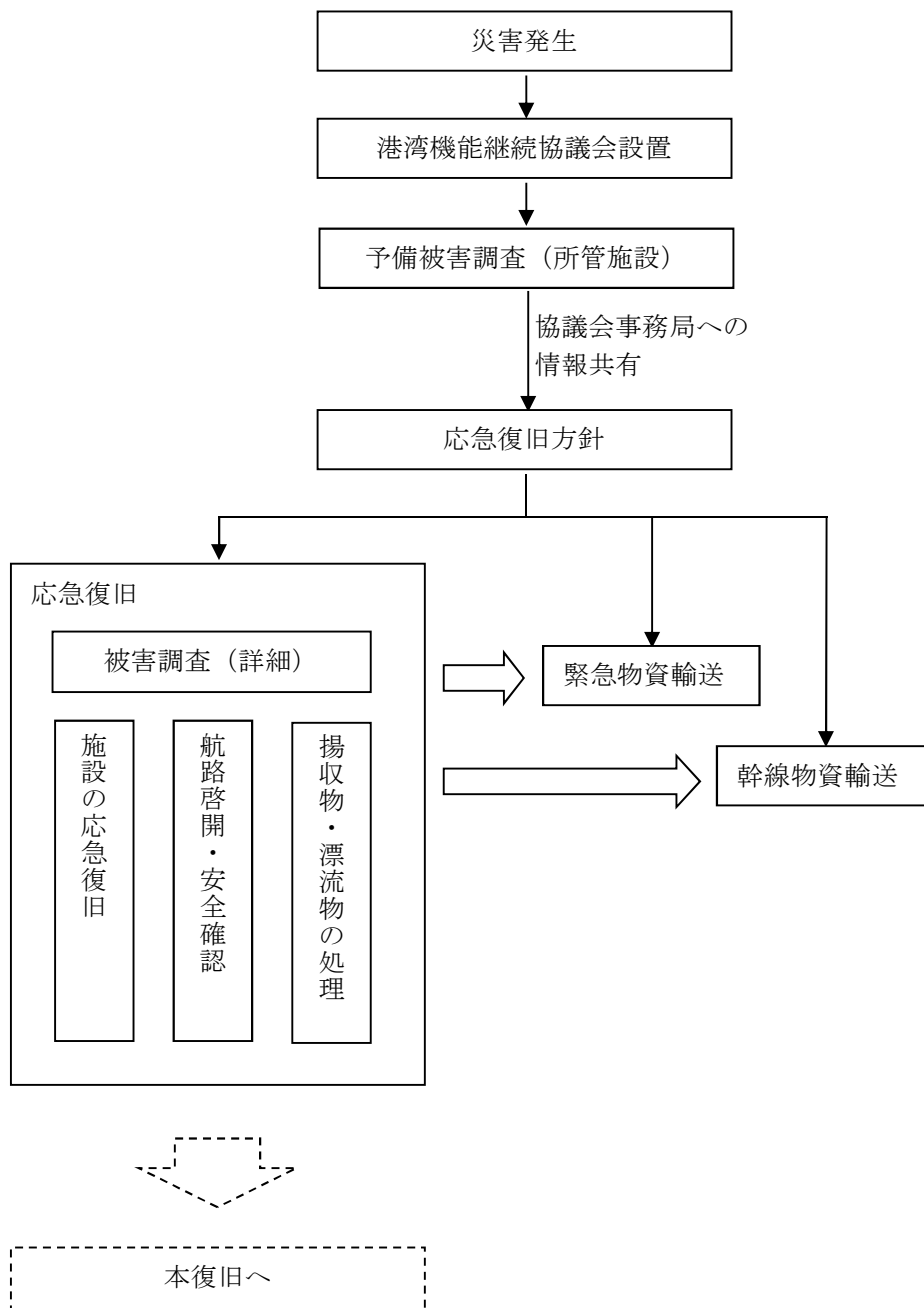 災害発生
港湾機能継続協議会設置
予備被害調査（所管施設）
協議会事務局への
情報共有
応急復旧方針
応急復旧
被害調査（詳細）
施設の応急復旧
航路啓開・安全確認
揚収物・漂流物の処理
緊急物資輸送
幹線物資輸送
本復旧へ